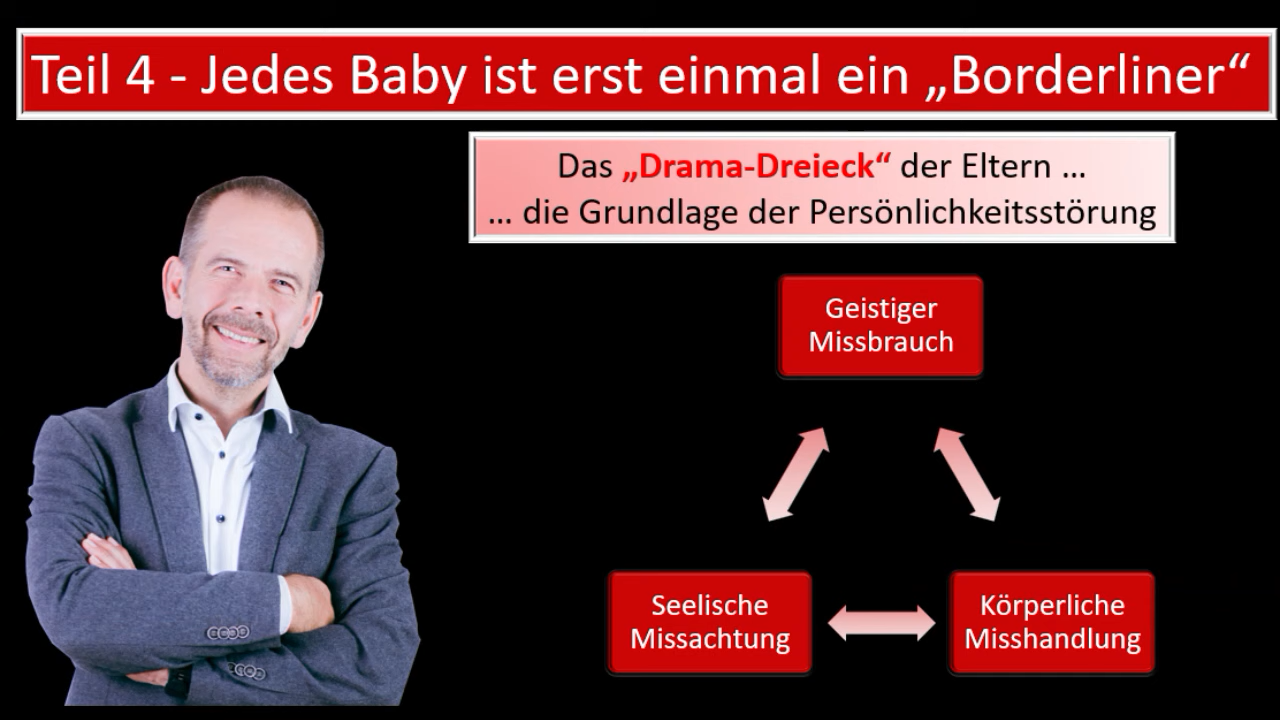 Teil 4 - Jedes Baby ist erst einmal ein „Borderliner“
Das „Drama-Dreieck“ der Eltern ...
... die Grundlage der Persönlichkeitsstörung
Geistiger
Missbrauch
Seelische
Missachtung
Körperliche
Misshandlung